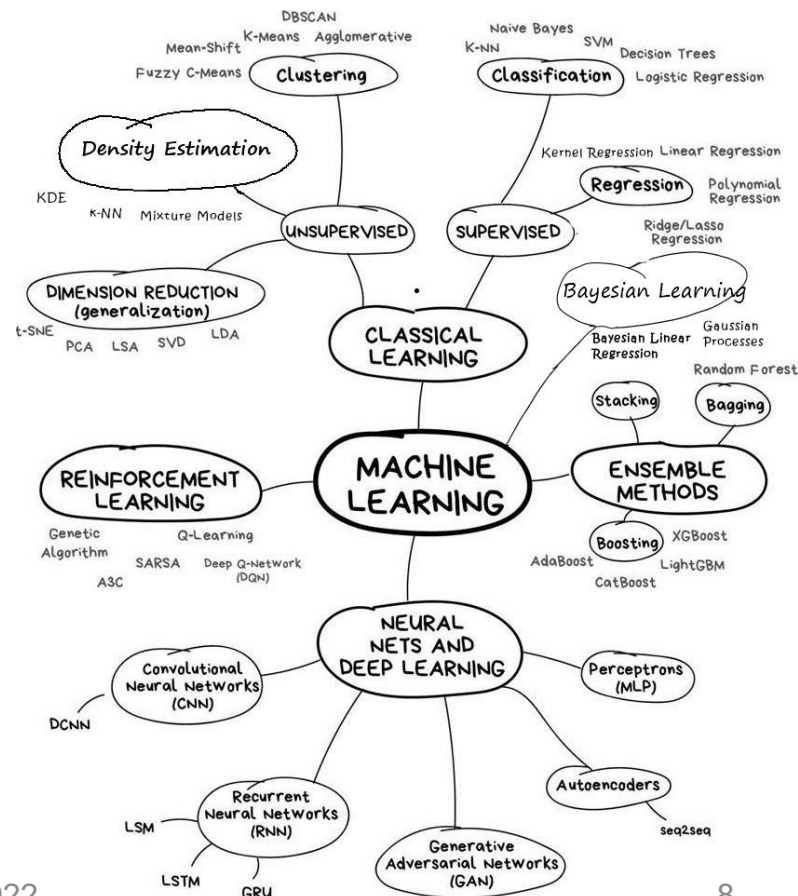 DBSCAN
K-Means Agglomerative
Mean-Shift
Fuzzy C-Means
Clustering
Naive Bayes
K-NN
SVM
Decision Trees
Classification
Logistic Regression
Density Estimation
KDE
K-NN
Mixture Models
Kernel Regression Linear Regression
Regression
Polynomial
Regression
Ridge/Lasso
Regression
UNSUPERVISED
SUPERVISED
DIMENSION REDUCTION
(generalization)
t-SNE
PCA
LSA
SVD
LDA
CLASSICAL
LEARNING
Bayesian Learning
Bayesian Linear
Regression
Gaussian
Processes
Random Forest
Stacking
Bagging
MACHINE
LEARNING
REINFORCEMENT
LEARNING
Genetic
Algorithm
Q-Learning
SARSA
Deep Q-Network
(DQN)
A3C
ENSEMBLE
METHODS
Boosting
XGBoost
AdaBoost
LightGBM
CatBoost
NEURAL
NETS AND
DEEP LEARNING
Convolutional
Neural Networks
(CNN)
DCNN
Perceptrons
(MLP)
Recurrent
Neural Networks
(RNN)
LSM
LSTM
GRU
Autoencoders
seq2seq
Generative
Adversarial Networks
(GAN)
8